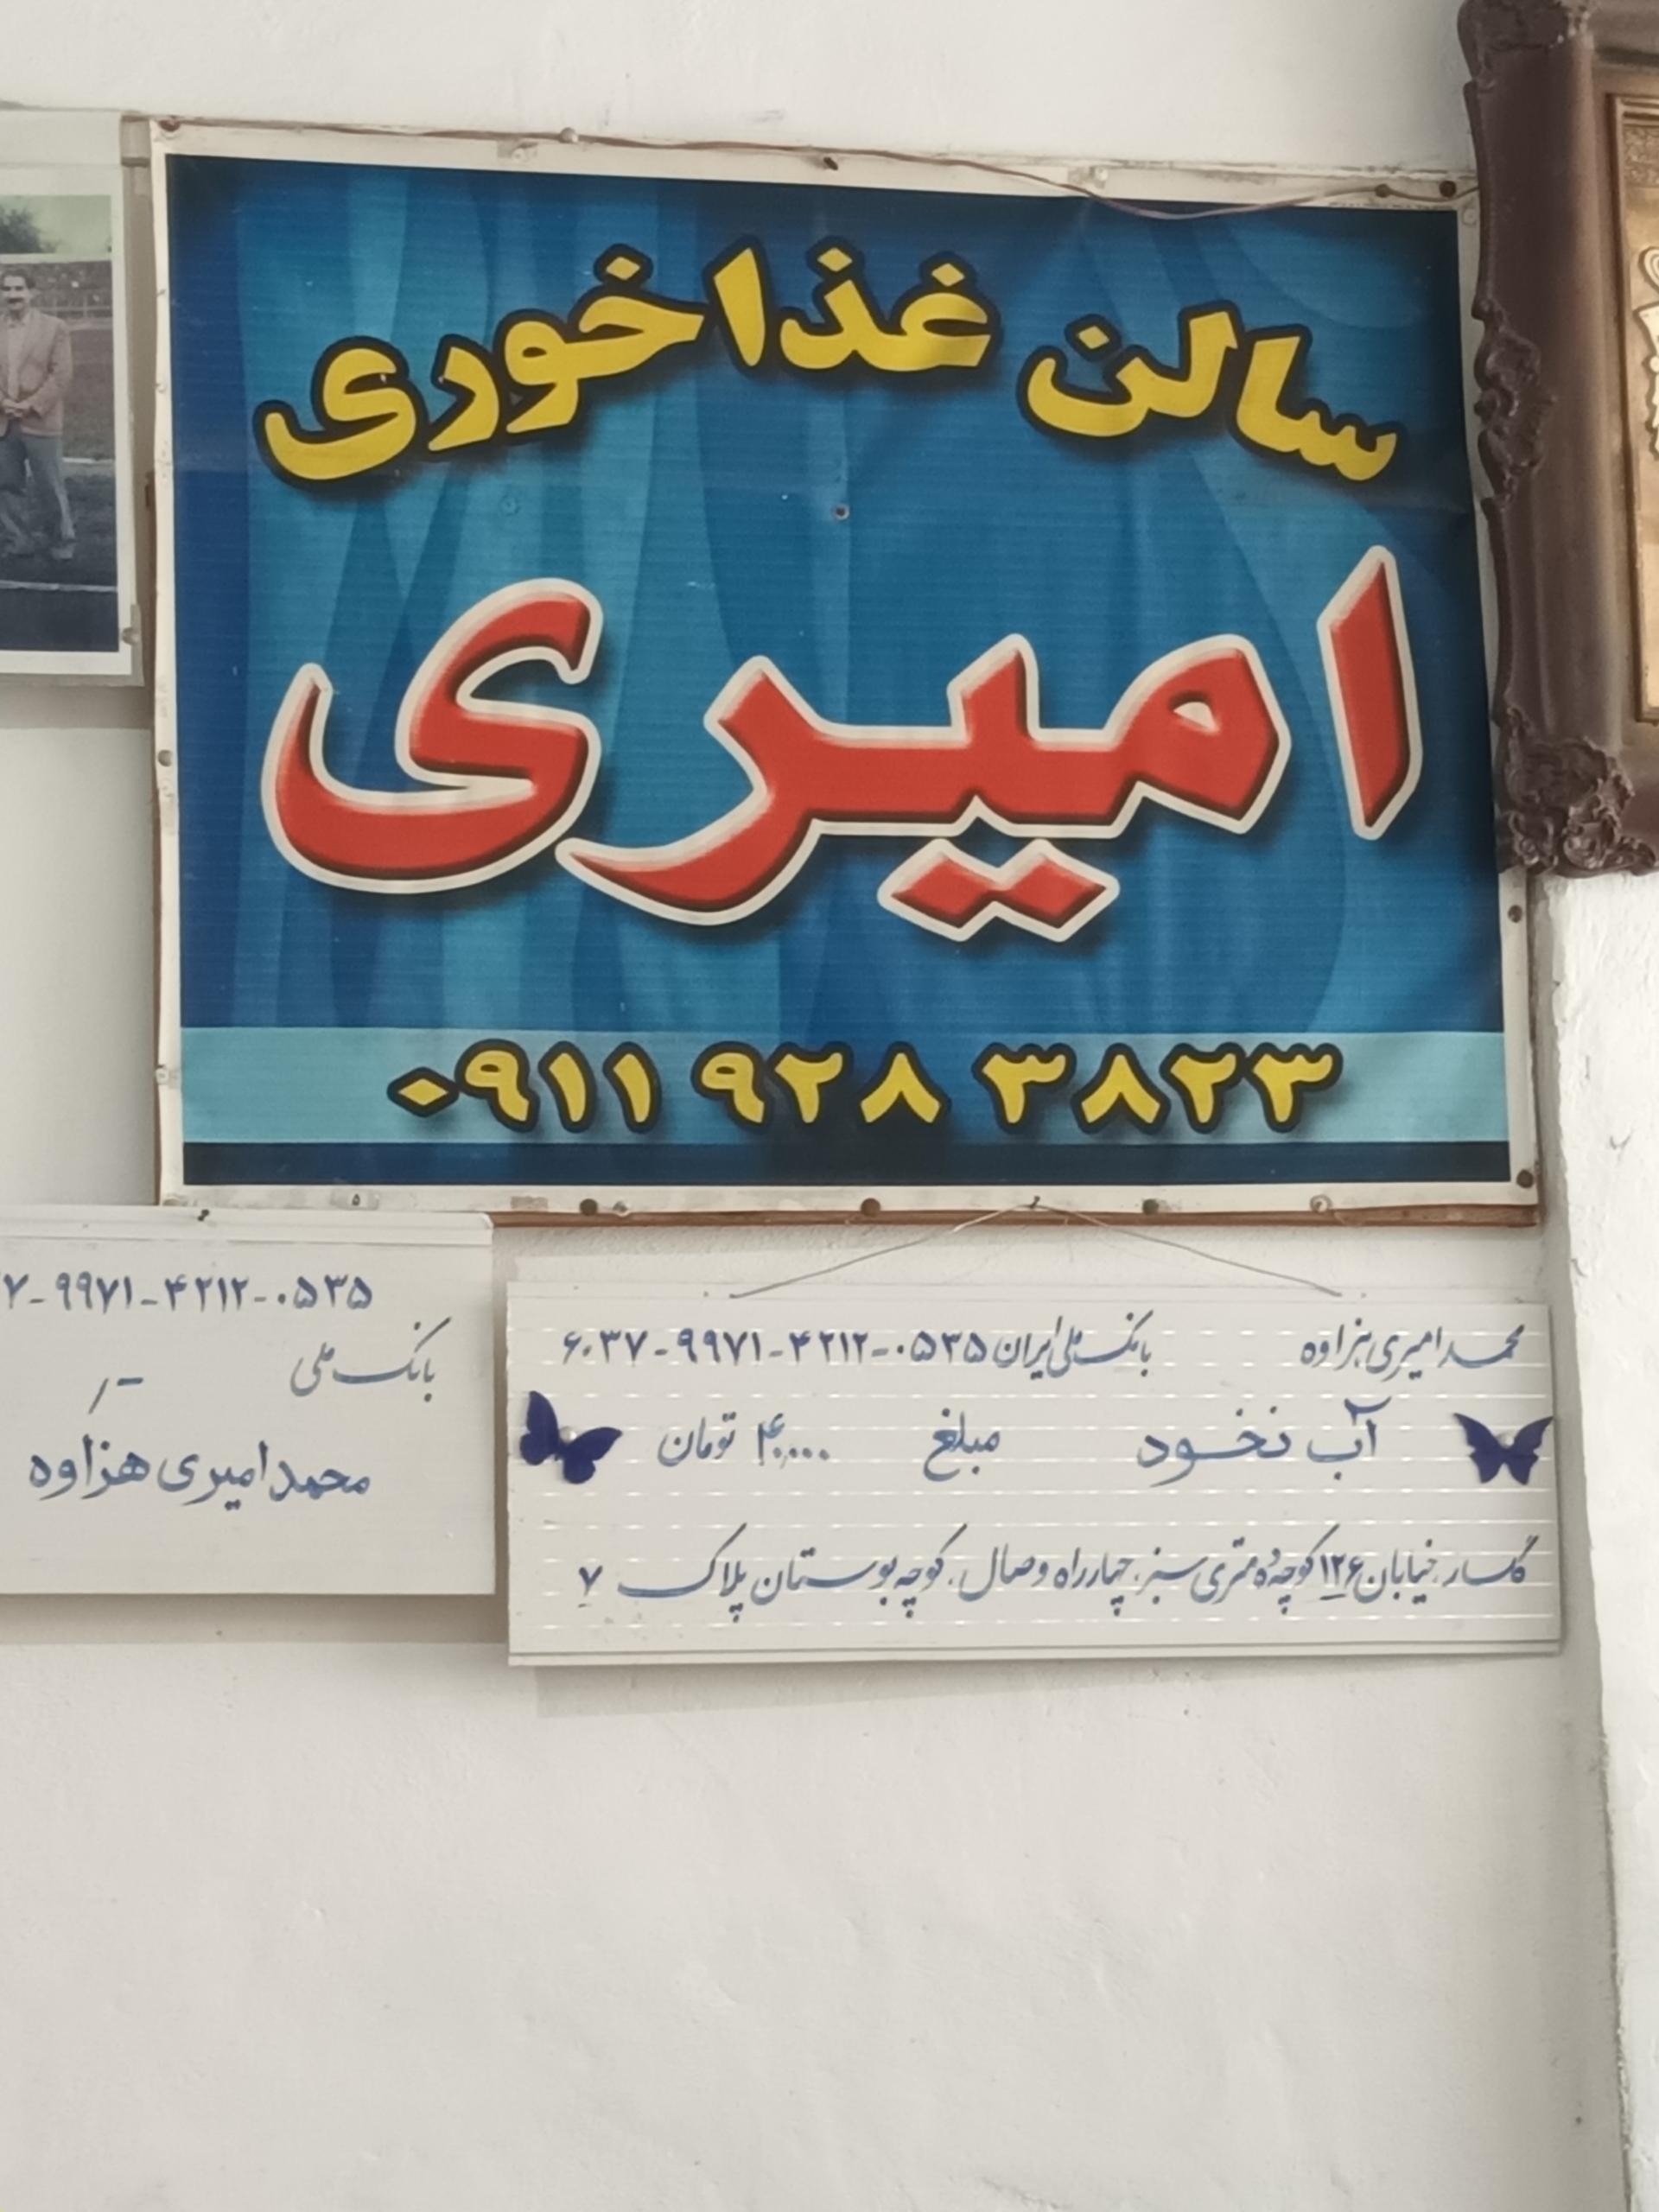 سالن غذاخوری
امیری
۰۹۱۱ ۹۲۸ ۳۸۲۳
۷-۹۹۷۱-۴۲۱۲-۰۵۳۵
بانک ملی
محمد امیری هزاوه
محمد امیری هزاوه بانک ملی ایران ۶۰۳۷-۹۹۷۱-۴۲۱۲-۰۵۳۵
آب نخود مبلغ ۴۰,۰۰۰ تومان
گلسار، خیابان ۱۲۶ کوچه ده متری سبز، چهارراه وصال، کوچه بوستان پلاک ۷